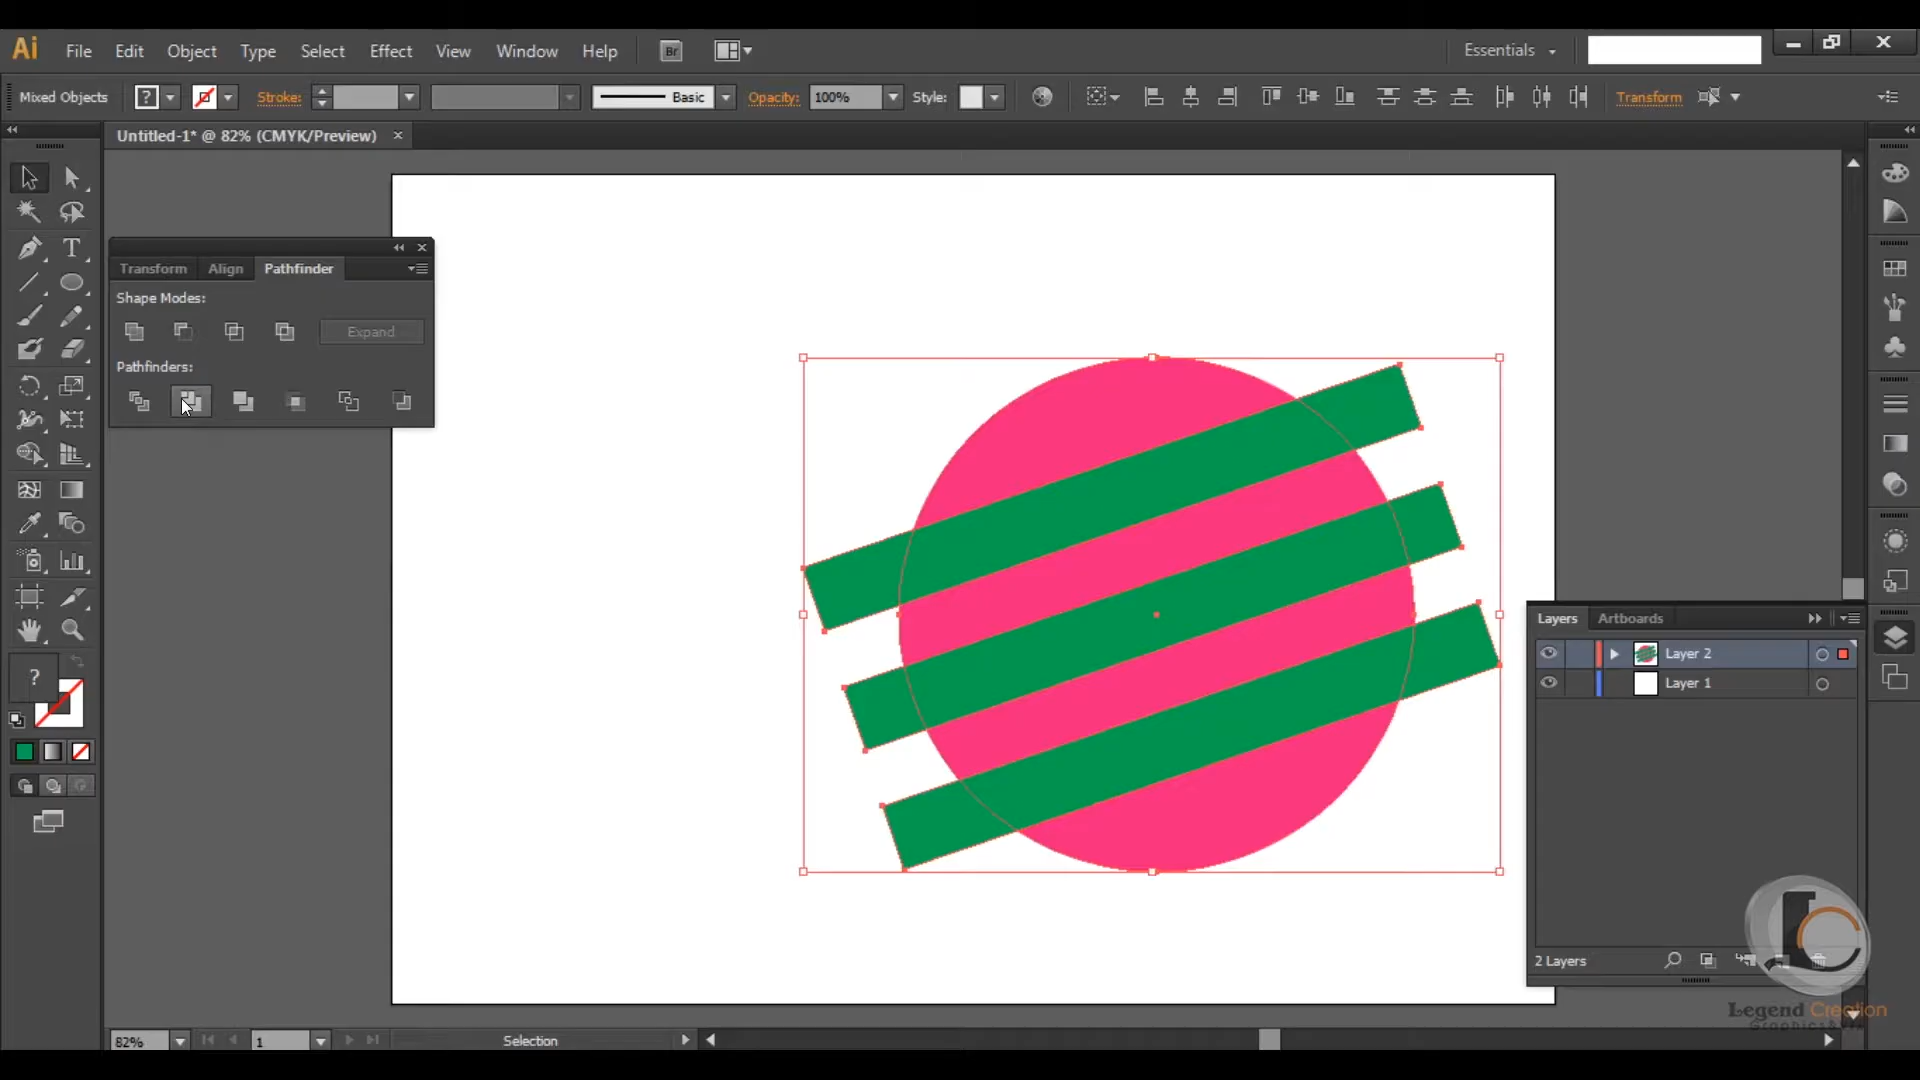 Ai File Edit Object Type Select Effect View Window Help Br Essentials
Mixed Objects ? Stroke: Basic Opacity: 100% Style: Transform
Untitled-1* @ 82% (CMYK/Preview)
Transform Align Pathfinder
Shape Modes:
Expand
Pathfinders:
T
?
Layers Artboards
Layer 2
Layer 1
2 Layers
Legend Creation
82% 1 Selection